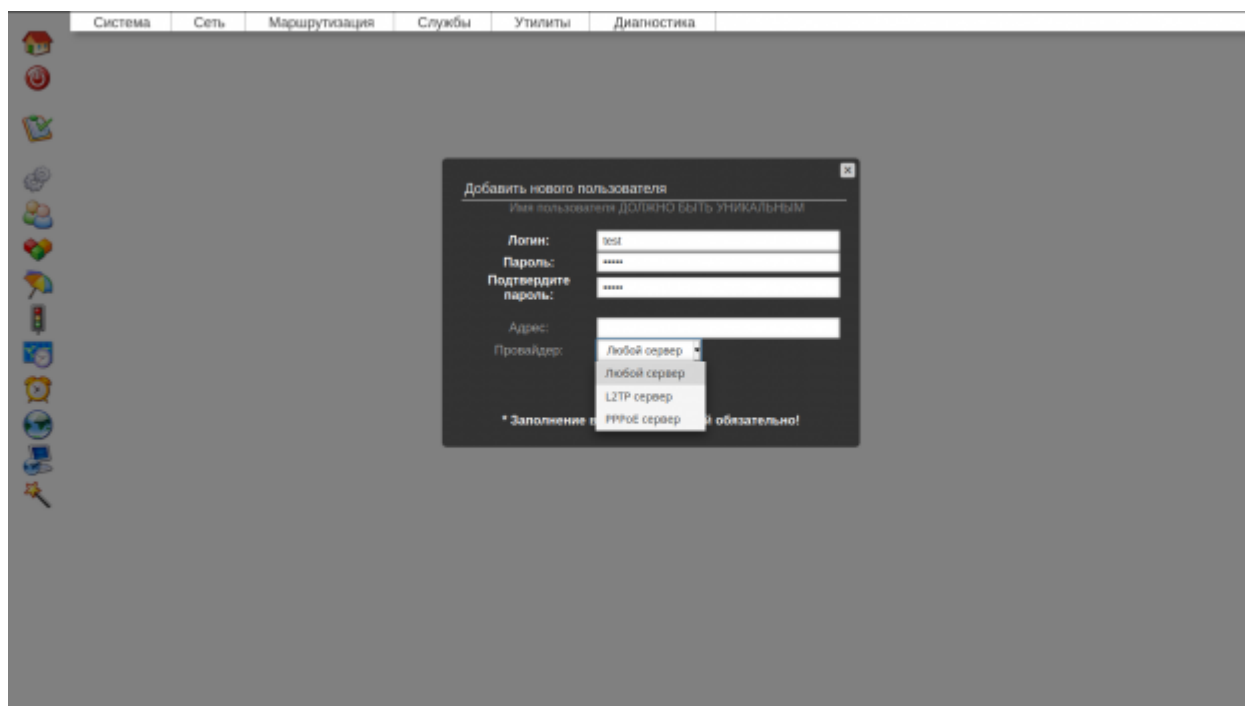 Система Сеть Маршрутизация Службы Утилиты Диагностика
Добавить нового пользователя
Имя пользователя ДОЛЖНО БЫТЬ УНИКАЛЬНЫМ
Логин: test
Пароль: •••••
Подтвердите
пароль: •••••
Адрес:
Провайдер: Любой сервер
Любой сервер
L2TP сервер
PPPoE сервер
* Заполнение обязательно!